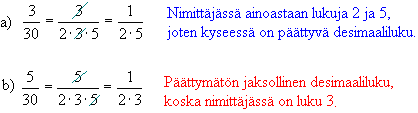 a) 3/30 = 3/(2·3·5) = 1/(2·5) Nimittäjässä ainoastaan lukuja 2 ja 5,
joten kyseessä on päättyvä desimaaliluku.
b) 5/30 = 5/(2·3·5) = 1/(2·3) Päättymätön jaksollinen desimaaliluku,
koska nimittäjässä on luku 3.